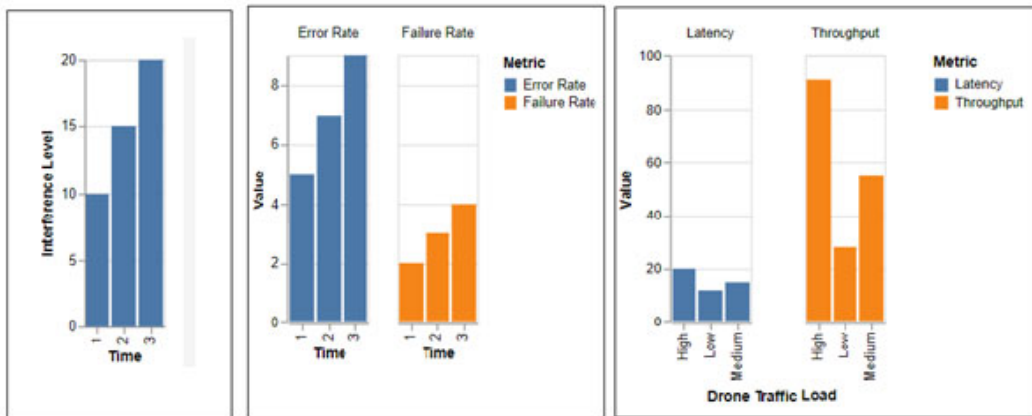 Interference Level
20
15
10
5
0
1 2 3
Time
Error Rate Failure Rate
Value
8
6
4
2
0
1 2 3 1 2 3
Time Time
Metric
Error Rate
Failure Rate
Latency Throughput
Value
100
80
60
40
20
0
High Low Medium High Low Medium
Drone Traffic Load
Metric
Latency
Throughput